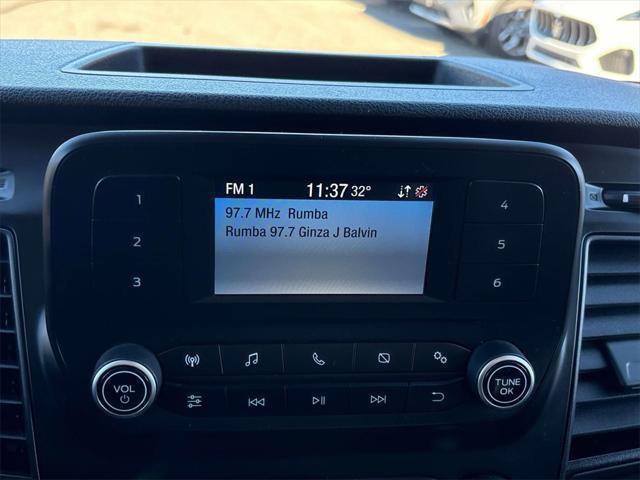 FM 1 11:37 32°
97.7 MHz Rumba
Rumba 97.7 Ginza J Balvin
1
2
3
4
5
6
VOL
TUNE
OK